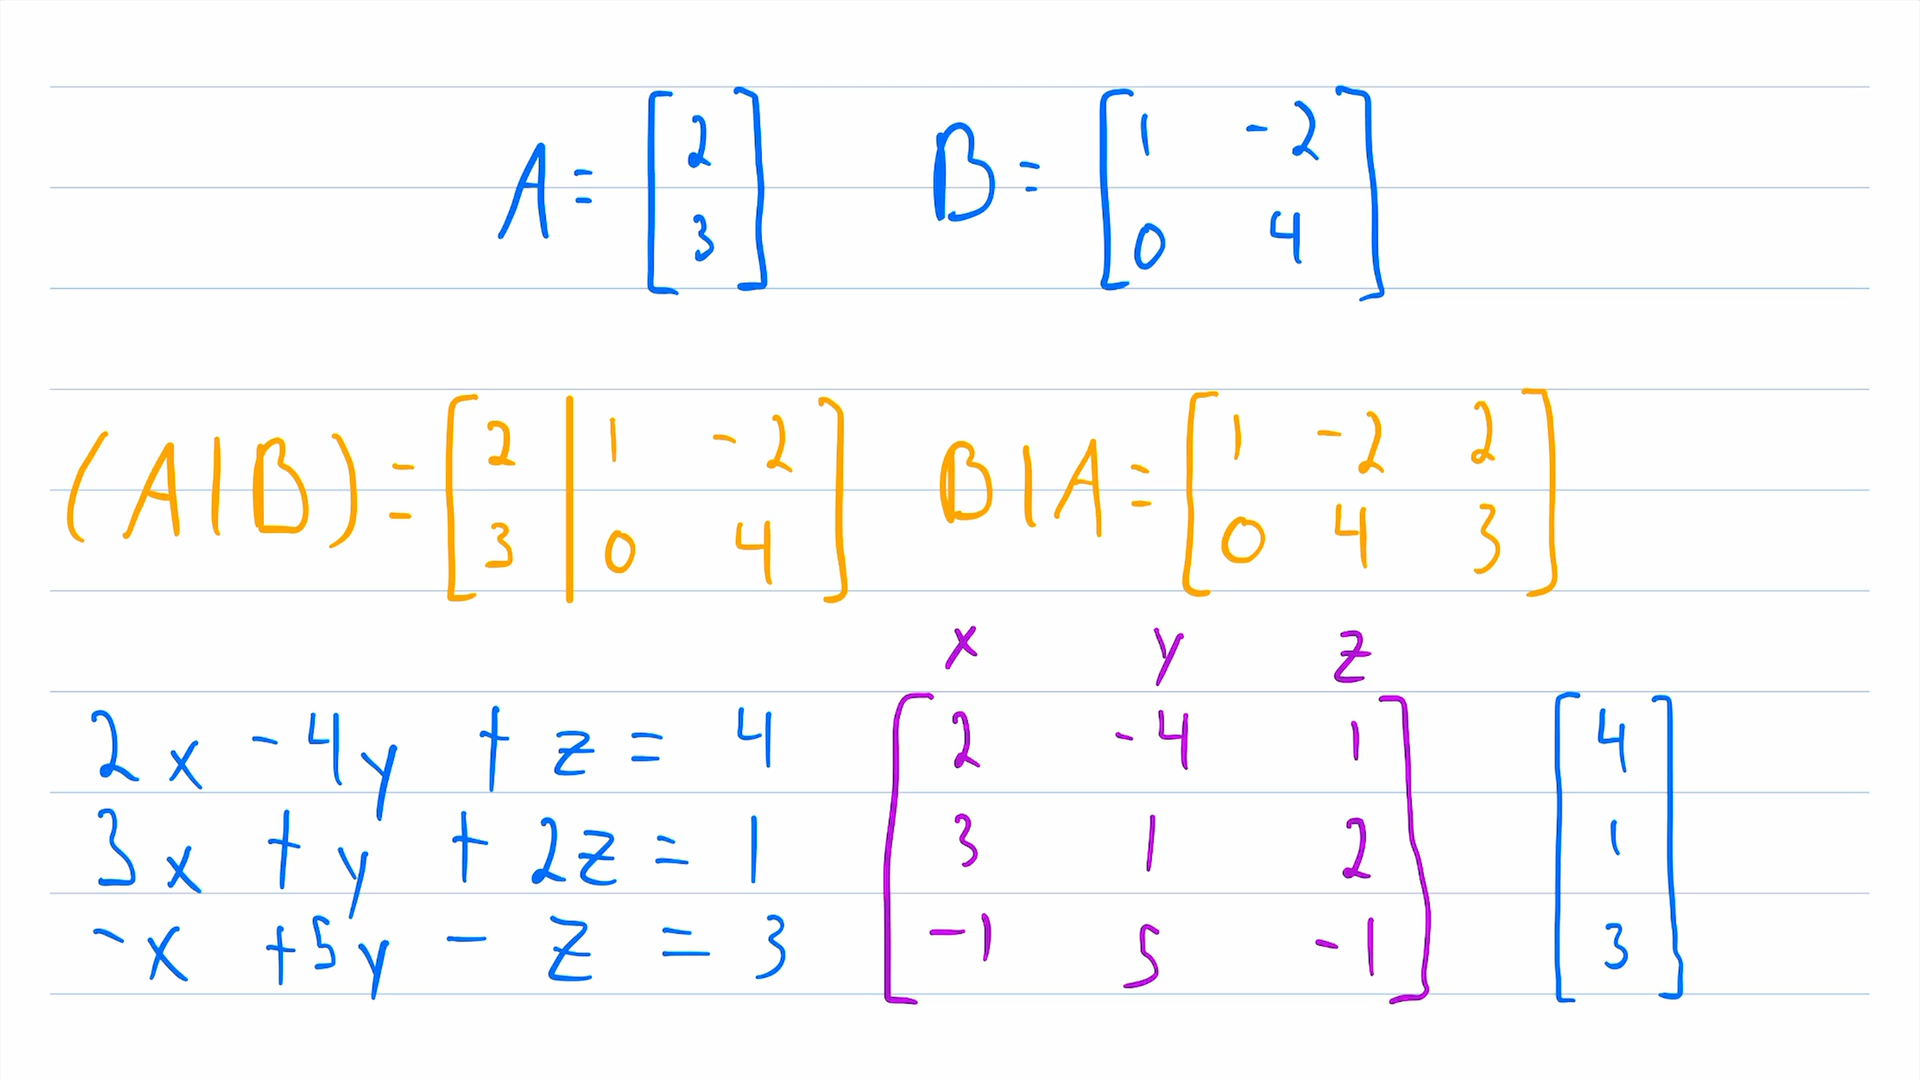 A = [ 2 ] B = [ 1 -2 ]
[ 3 ] [ 0 4 ]
(A|B) = [ 2 | 1 -2 ] B|A = [ 1 -2 2 ]
[ 3 | 0 4 ] [ 0 4 3 ]
x y z
2x - 4y + z = 4 [ 2 -4 1 ] [ 4 ]
3x + y + 2z = 1 [ 3 1 2 ] [ 1 ]
-x + 5y - z = 3 [ -1 5 -1 ] [ 3 ]